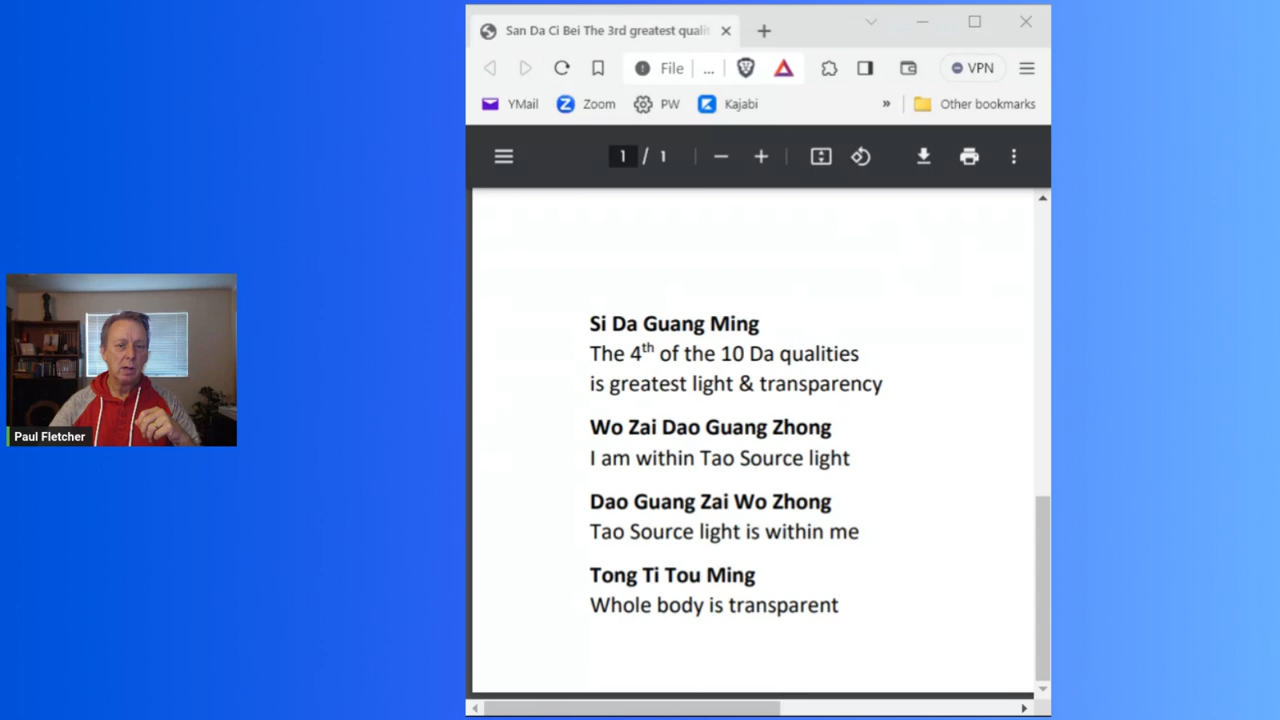 San Da Ci Bei The 3rd greatest qualit
File ... VPN
YMail Zoom PW Kajabi » Other bookmarks
1 / 1
Si Da Guang Ming
The 4th of the 10 Da qualities
is greatest light & transparency
Wo Zai Dao Guang Zhong
I am within Tao Source light
Dao Guang Zai Wo Zhong
Tao Source light is within me
Tong Ti Tou Ming
Whole body is transparent
Paul Fletcher